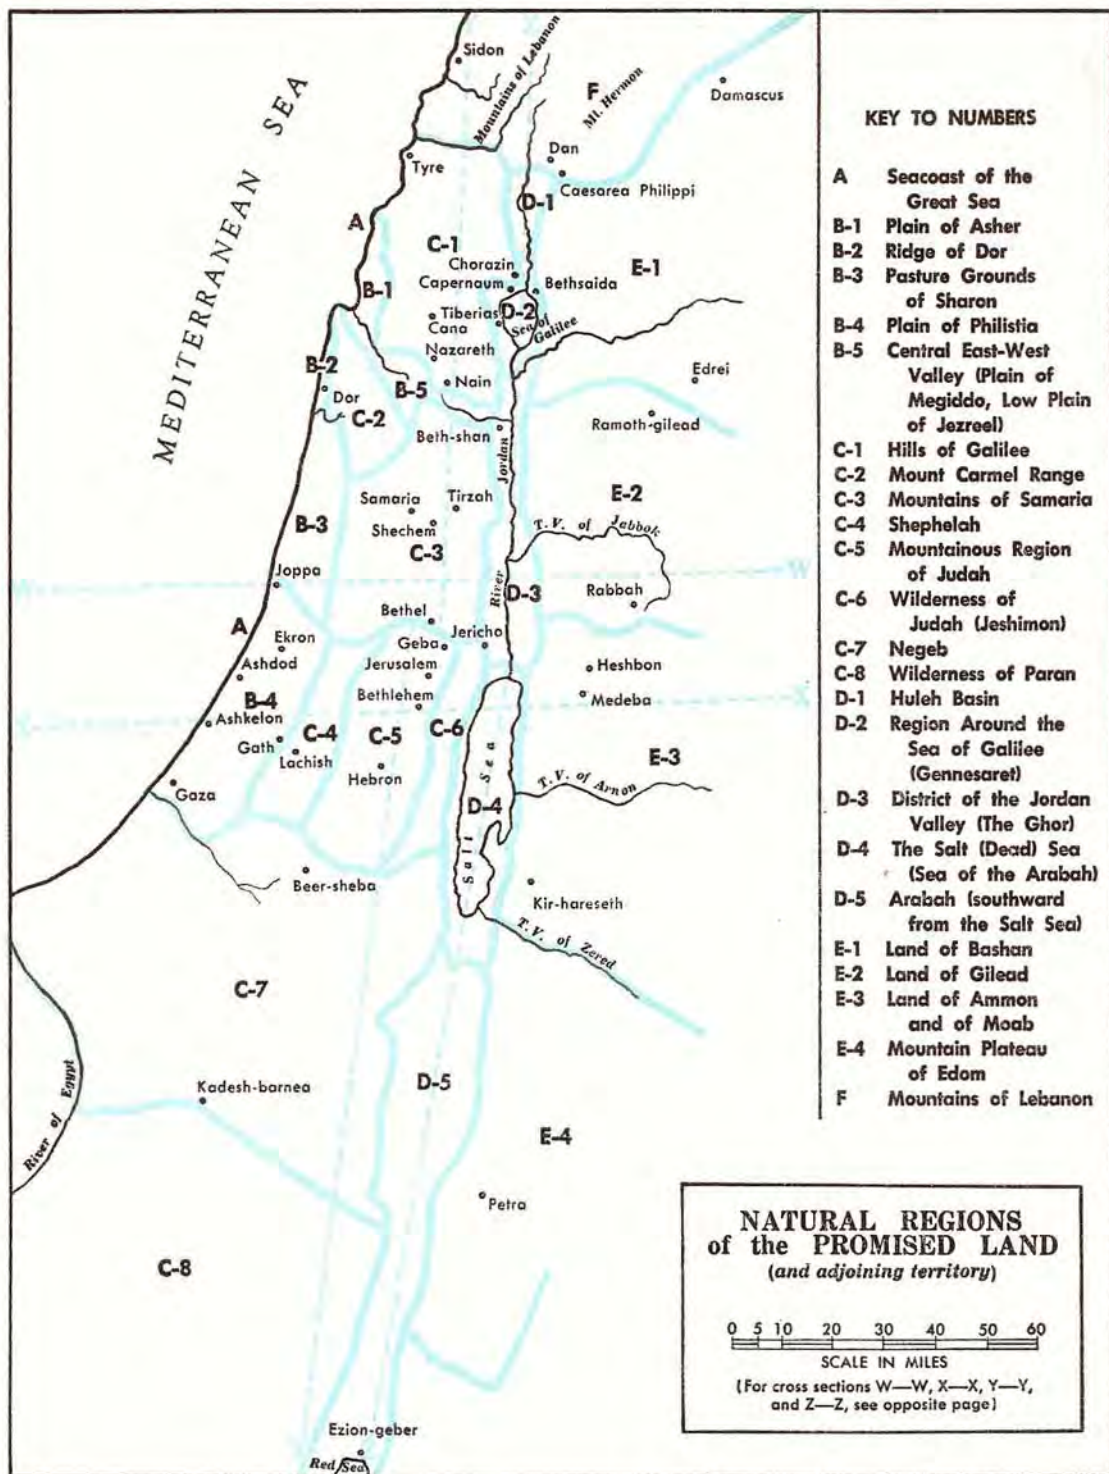 Sidon
Mountains of Lebanon
F
Mt. Hermon
Damascus
MEDITERRANEAN SEA
Tyre
Dan
Caesarea Philippi
D-1
A
C-1
E-1
Chorazin
Capernaum
Bethsaida
B-1
D-2
Tiberias
Cana
Sea of
Galilee
Nazareth
B-2
B-5
Nain
Edrei
Dor
C-2
Ramoth-gilead
Beth-shan
Jordan
E-2
Samaria
Tirzah
Shechem
B-3
C-3
T.V. of Jabbok
W
W
Joppa
River
D-3
Rabbah
Bethel
A
Ekron
Geba
Jericho
Ashdod
Jerusalem
Heshbon
B-4
Bethlehem
Medeba
X
X
Ashkelon
C-4
C-5
C-6
Gath
Lachish
Hebron
E-3
Gaza
T.V. of Arnon
D-4
Salt Sea
Beer-sheba
Kir-hareseth
T.V. of Zered
C-7
Kadesh-barnea
D-5
River of Egypt
E-4
Petra
C-8
Ezion-geber
Red Sea
KEY TO NUMBERS
A Seacoast of the
Great Sea
B-1 Plain of Asher
B-2 Ridge of Dor
B-3 Pasture Grounds
of Sharon
B-4 Plain of Philistia
B-5 Central East-West
Valley (Plain of
Megiddo, Low Plain
of Jezreel)
C-1 Hills of Galilee
C-2 Mount Carmel Range
C-3 Mountains of Samaria
C-4 Shephelah
C-5 Mountainous Region
of Judah
C-6 Wilderness of
Judah (Jeshimon)
C-7 Negeb
C-8 Wilderness of Paran
D-1 Huleh Basin
D-2 Region Around the
Sea of Galilee
(Gennesaret)
D-3 District of the Jordan
Valley (The Ghor)
D-4 The Salt (Dead) Sea
(Sea of the Arabah)
D-5 Arabah (southward
from the Salt Sea)
E-1 Land of Bashan
E-2 Land of Gilead
E-3 Land of Ammon
and of Moab
E-4 Mountain Plateau
of Edom
F Mountains of Lebanon
NATURAL REGIONS
of the PROMISED LAND
(and adjoining territory)
0 5 10 20 30 40 50 60
SCALE IN MILES
(For cross sections W—W, X—X, Y—Y,
and Z—Z, see opposite page)